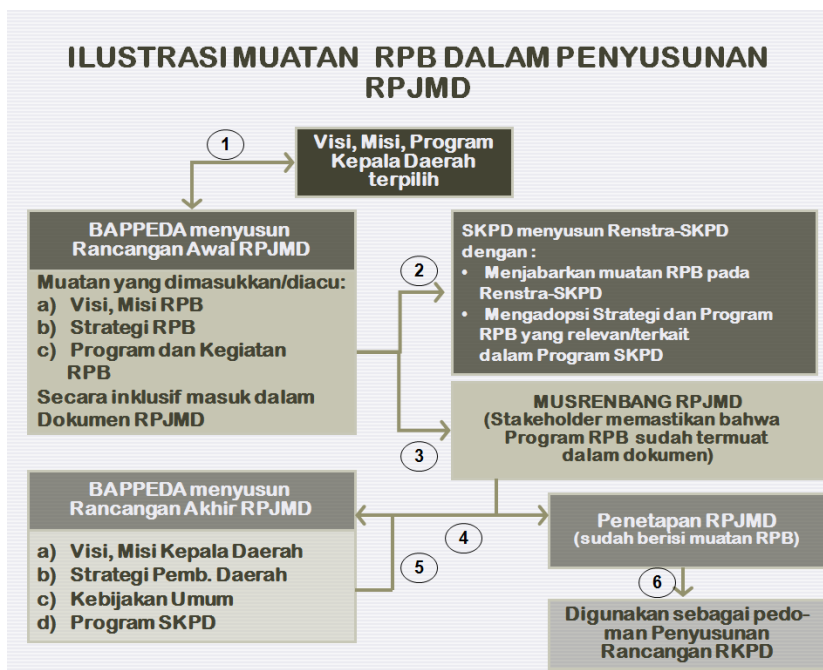 ILUSTRASI MUATAN RPB DALAM PENYUSUNAN
RPJMD
1
Visi, Misi, Program
Kepala Daerah
terpilih
BAPPEDA menyusun
Rancangan Awal RPJMD
Muatan yang dimasukkan/diacu:
a) Visi, Misi RPB
b) Strategi RPB
c) Program dan Kegiatan
RPB
Secara inklusif masuk dalam
Dokumen RPJMD
2
SKPD menyusun Renstra-SKPD
dengan :
• Menjabarkan muatan RPB pada
Renstra-SKPD
• Mengadopsi Strategi dan Program
RPB yang relevan/terkait
dalam Program SKPD
3
MUSRENBANG RPJMD
(Stakeholder memastikan bahwa
Program RPB sudah termuat
dalam dokumen)
BAPPEDA menyusun
Rancangan Akhir RPJMD
a) Visi, Misi Kepala Daerah
b) Strategi Pemb. Daerah
c) Kebijakan Umum
d) Program SKPD
4
5
Penetapan RPJMD
(sudah berisi muatan RPB)
6
Digunakan sebagai pedo-
man Penyusunan
Rancangan RKPD